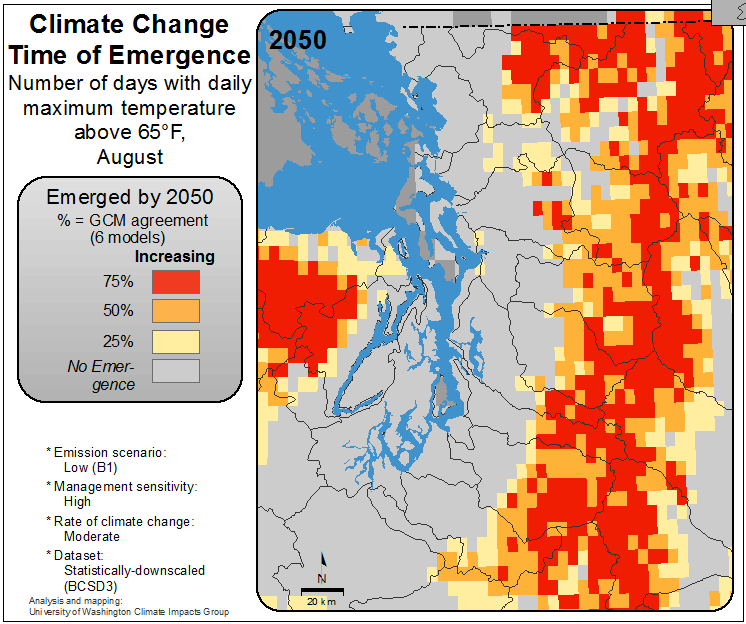 Climate Change
Time of Emergence
Number of days with daily
maximum temperature
above 65°F,
August
Emerged by 2050
% = GCM agreement
(6 models)
Increasing
75%
50%
25%
No Emer-
gence
* Emission scenario:
Low (B1)
* Management sensitivity:
High
* Rate of climate change:
Moderate
* Dataset:
Statistically-downscaled
(BCSD3)
Analysis and mapping:
University of Washington Climate Impacts Group
2050
N
20 km